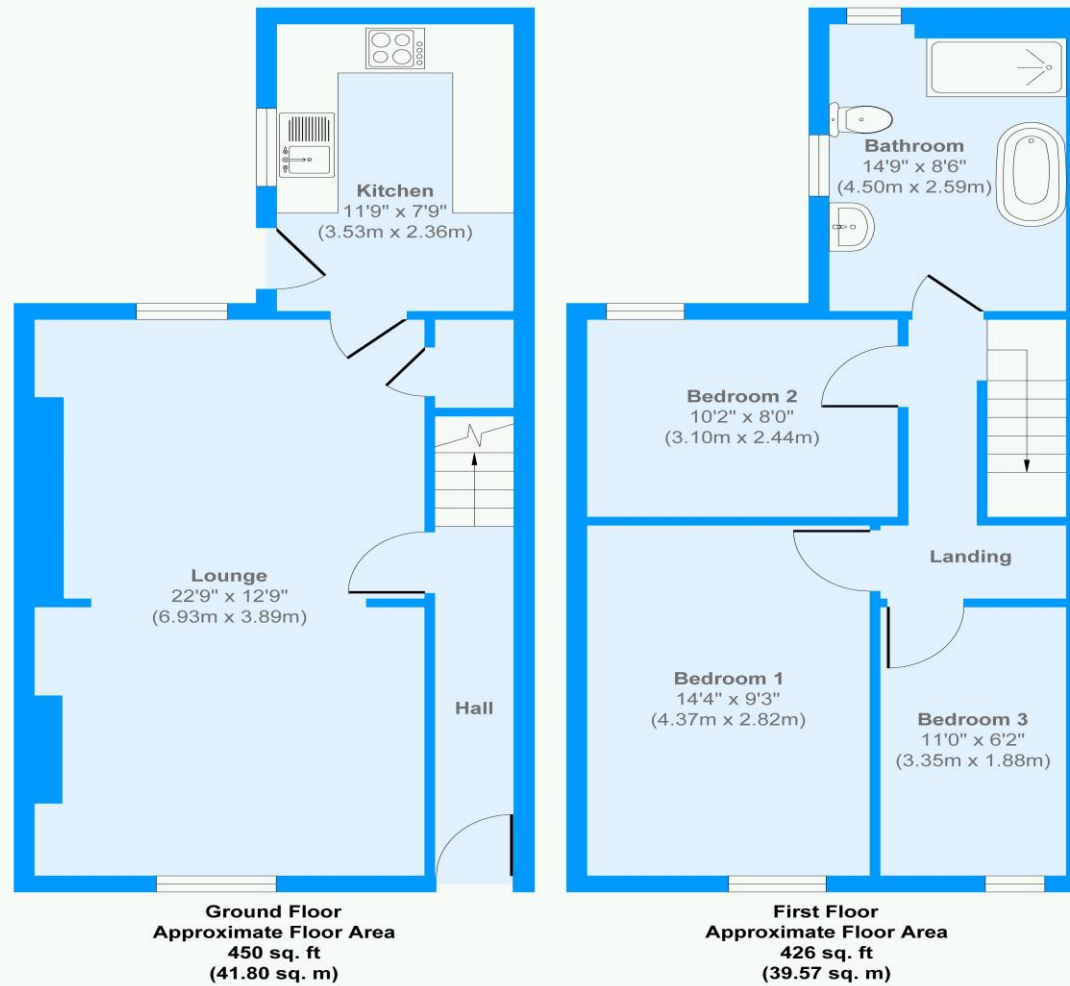 Kitchen
11'9" x 7'9"
(3.53m x 2.36m)
Lounge
22'9" x 12'9"
(6.93m x 3.89m)
Hall
Ground Floor
Approximate Floor Area
450 sq. ft
(41.80 sq. m)
Bathroom
14'9" x 8'6"
(4.50m x 2.59m)
Bedroom 2
10'2" x 8'0"
(3.10m x 2.44m)
Landing
Bedroom 1
14'4" x 9'3"
(4.37m x 2.82m)
Bedroom 3
11'0" x 6'2"
(3.35m x 1.88m)
First Floor
Approximate Floor Area
426 sq. ft
(39.57 sq. m)